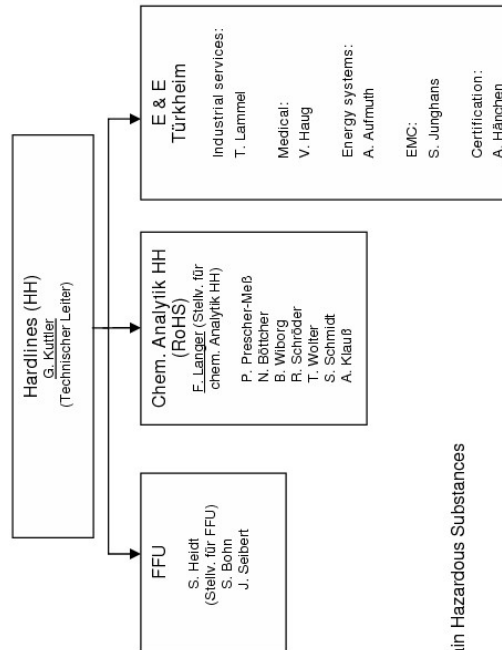 Hardlines (HH)
G. Kuttler
(Technischer Leiter)
FFU
S. Heidt
(Stellv. für FFU)
S. Bohn
J. Seibert
Chem. Analytik HH
(RoHS)
F. Langer (Stellv. für
chem. Analytik HH)
P. Prescher-Meß
N. Böttcher
B. Wiborg
R. Schröder
T. Wolter
S. Schmidt
A. Klauß
E & E
Türkheim
Industrial services:
T. Lammel
Medical:
V. Haug
Energy systems:
A. Aufmuth
EMC:
S. Junghans
Certification:
A. Hänchen
ain Hazardous Substances